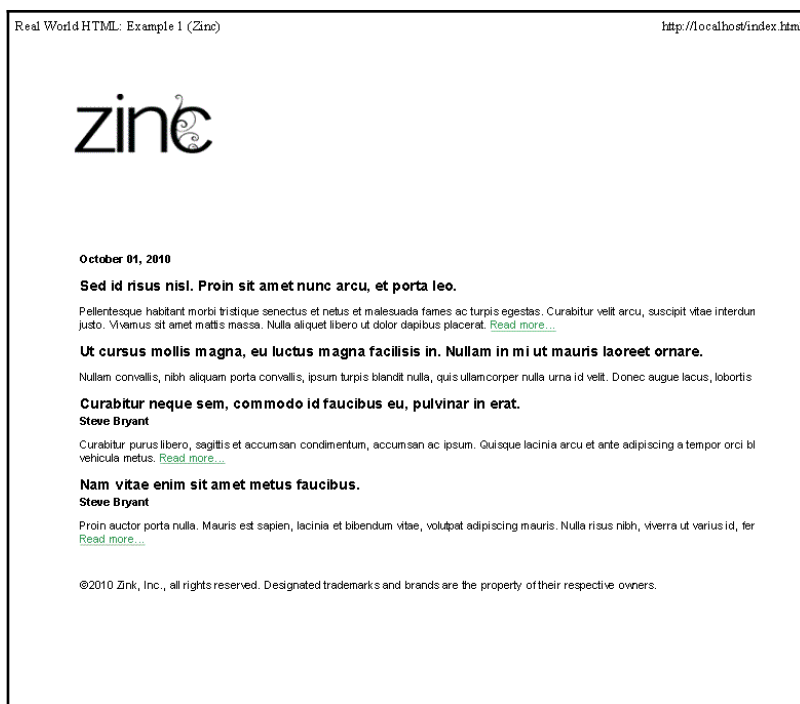 Real World HTML: Example 1 (Zinc)
http://localhost/index.html
zinc
October 01, 2010
Sed id risus nisl. Proin sit amet nunc arcu, et porta leo.
Pellentesque habitant morbi tristique senectus et netus et malesuada fames ac turpis egestas. Curabitur velit arcu, suscipit vitae interdun
justo. Vivamus sit amet mattis massa. Nulla aliquet libero ut dolor dapibus placerat. Read more...
Ut cursus mollis magna, eu luctus magna facilisis in. Nullam in mi ut mauris laoreet ornare.
Nullam convallis, nibh aliquam porta convallis, ipsum turpis blandit nulla, quis ullamcorper nulla urna id velit. Donec augue lacus, lobortis
Curabitur neque sem, commodo id faucibus eu, pulvinar in erat.
Steve Bryant
Curabitur purus libero, sagittis et accumsan condimentum, accumsan ac ipsum. Quisque lacinia arcu et ante adipiscing a tempor orci bl
vehicula metus. Read more...
Nam vitae enim sit amet metus faucibus.
Steve Bryant
Proin auctor porta nulla. Mauris est sapien, lacinia et bibendum vitae, volutpat adipiscing mauris. Nulla risus nibh, viverra ut varius id, fer
Read more...
©2010 Zink, Inc., all rights reserved. Designated trademarks and brands are the property of their respective owners.